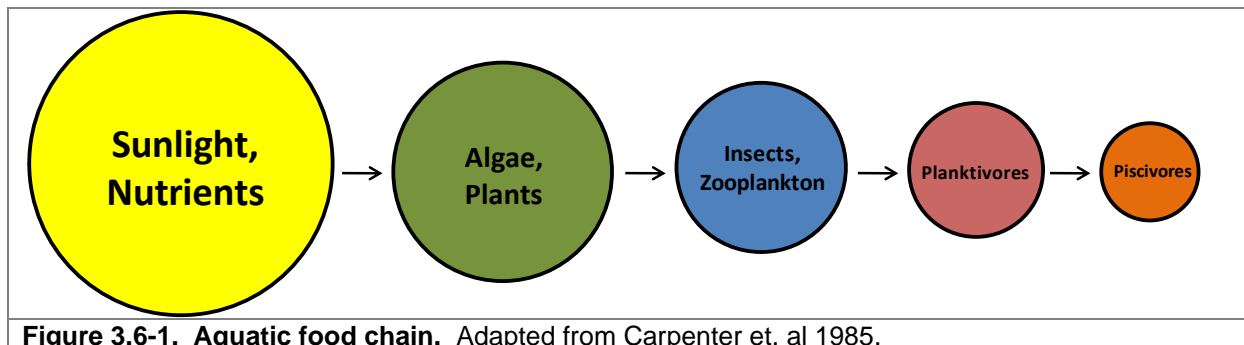 Sunlight,
Nutrients
Algae,
Plants
Insects,
Zooplankton
Planktivores
Piscivores
Figure 3.6-1. Aquatic food chain. Adapted from Carpenter et. al 1985.